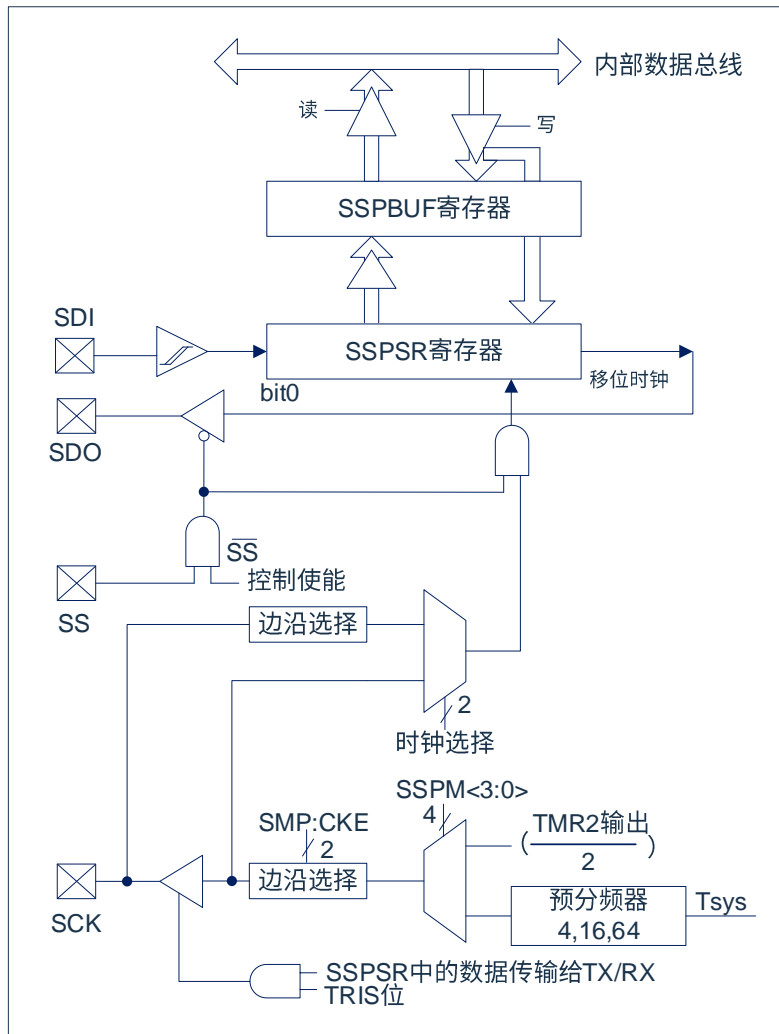 内部数据总线
读
写
SSPBUF寄存器
SDI
SSPSR寄存器
bit0
移位时钟
SDO
SS
控制使能
SS
边沿选择
2
时钟选择
SSPM<3:0>
4
SMP:CKE
2
(TMR2输出
2)
边沿选择
预分频器
4,16,64
Tsys
SCK
SSPSR中的数据传输给TX/RX
TRIS位